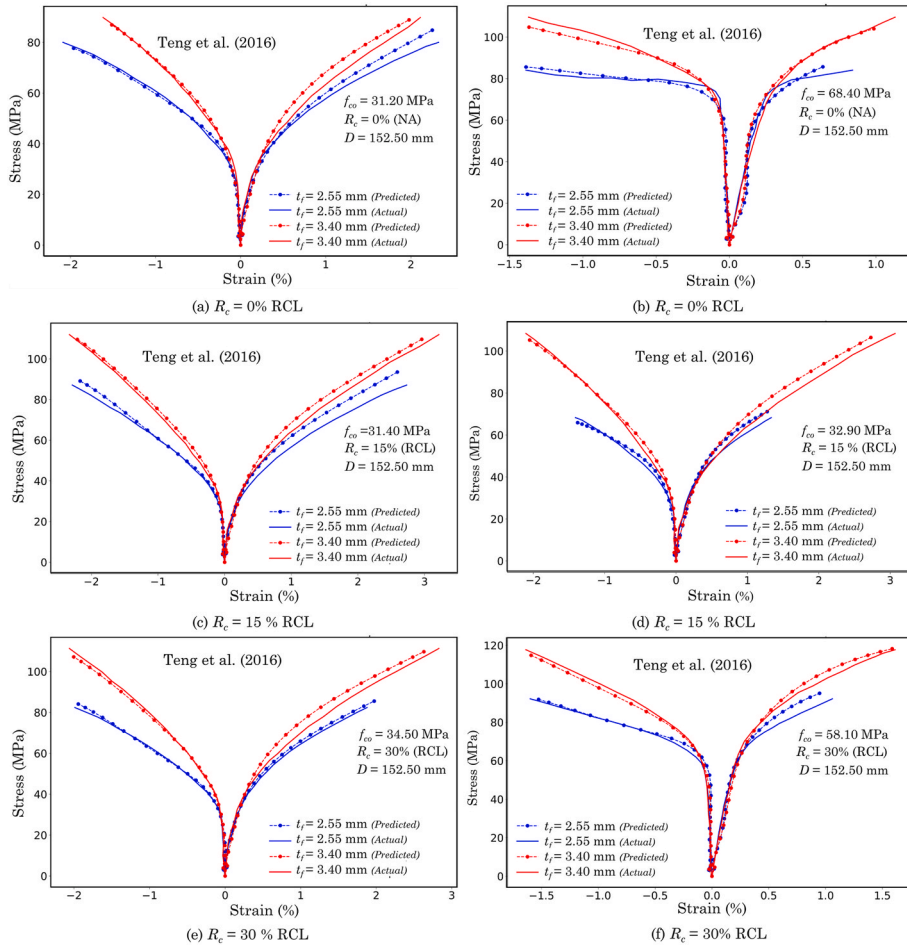 Teng et al. (2016)
f_co = 31.20 MPa
R_c = 0% (NA)
D = 152.50 mm
t_f = 2.55 mm (Predicted)
t_f = 2.55 mm (Actual)
t_f = 3.40 mm (Predicted)
t_f = 3.40 mm (Actual)
Stress (MPa)
80
60
40
20
0
−2
−1
0
1
2
Strain (%)
(a) R_c = 0% RCL
Teng et al. (2016)
f_co = 68.40 MPa
R_c = 0% (NA)
D = 152.50 mm
t_f = 2.55 mm (Predicted)
t_f = 2.55 mm (Actual)
t_f = 3.40 mm (Predicted)
t_f = 3.40 mm (Actual)
Stress (MPa)
100
80
60
40
20
0
−1.5
−1.0
−0.5
0.0
0.5
1.0
Strain (%)
(b) R_c = 0% RCL
Teng et al. (2016)
f_co =31.40 MPa
R_c = 15% (RCL)
D = 152.50 mm
t_f = 2.55 mm (Predicted)
t_f = 2.55 mm (Actual)
t_f = 3.40 mm (Predicted)
t_f = 3.40 mm (Actual)
Stress (MPa)
100
80
60
40
20
0
−2
−1
0
1
2
3
Strain (%)
(c) R_c = 15 % RCL
Teng et al. (2016)
f_co = 32.90 MPa
R_c = 15 % (RCL)
D = 152.50 mm
t_f = 2.55 mm (Predicted)
t_f = 2.55 mm (Actual)
t_f = 3.40 mm (Predicted)
t_f = 3.40 mm (Actual)
Stress (MPa)
100
80
60
40
20
0
−2
−1
0
1
2
3
Strain (%)
(d) R_c = 15 % RCL
Teng et al. (2016)
f_co = 34.50 MPa
R_c = 30% (RCL)
D = 152.50 mm
t_f = 2.55 mm (Predicted)
t_f = 2.55 mm (Actual)
t_f = 3.40 mm (Predicted)
t_f = 3.40 mm (Actual)
Stress (MPa)
100
80
60
40
20
0
−2
−1
0
1
2
3
Strain (%)
(e) R_c = 30 % RCL
Teng et al. (2016)
f_co = 58.10 MPa
R_c = 30% (RCL)
D = 152.50 mm
t_f = 2.55 mm (Predicted)
t_f = 2.55 mm (Actual)
t_f = 3.40 mm (Predicted)
t_f = 3.40 mm (Actual)
Stress (MPa)
120
100
80
60
40
20
0
−1.5
−1.0
−0.5
0.0
0.5
1.0
1.5
Strain (%)
(f) R_c = 30% RCL